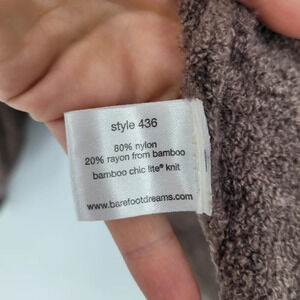 style 436
80% nylon
20% rayon from bamboo
bamboo chic lite® knit
www.barefootdreams.com